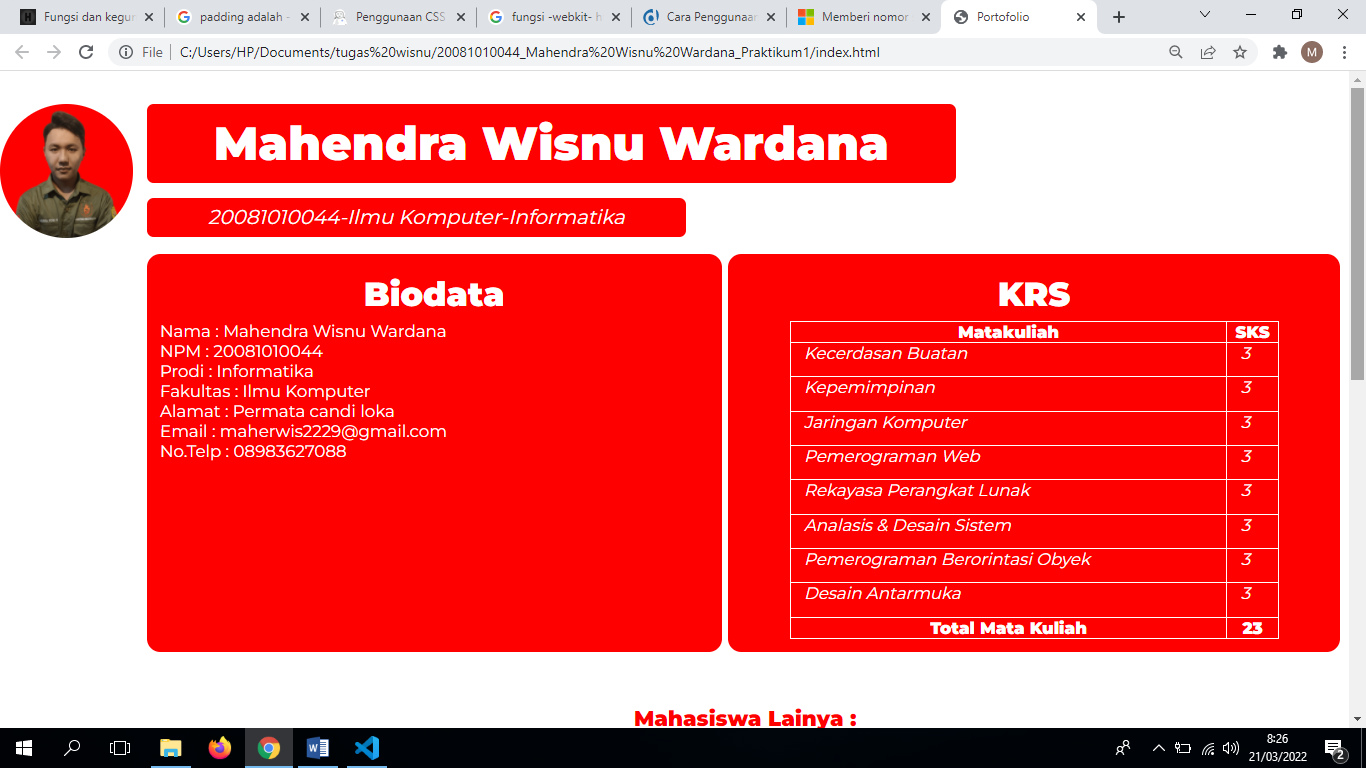 Fungsi dan kegun
padding adalah -
Penggunaan CSS
fungsi -webkit- h
Cara Penggunaan
Memberi nomor
Portofolio
File
C:/Users/HP/Documents/tugas%20wisnu/20081010044_Mahendra%20Wisnu%20Wardana_Praktikum1/index.html
M
Mahendra Wisnu Wardana
20081010044-Ilmu Komputer-Informatika
Biodata
Nama : Mahendra Wisnu Wardana
NPM : 20081010044
Prodi : Informatika
Fakultas : Ilmu Komputer
Alamat : Permata candi loka
Email : maherwis2229@gmail.com
No.Telp : 08983627088
KRS
Matakuliah SKS
Kecerdasan Buatan 3
Kepemimpinan 3
Jaringan Komputer 3
Pemerograman Web 3
Rekayasa Perangkat Lunak 3
Analasis & Desain Sistem 3
Pemerograman Berorintasi Obyek 3
Desain Antarmuka 3
Total Mata Kuliah 23
Mahasiswa Lainya :
8:26
21/03/2022
2